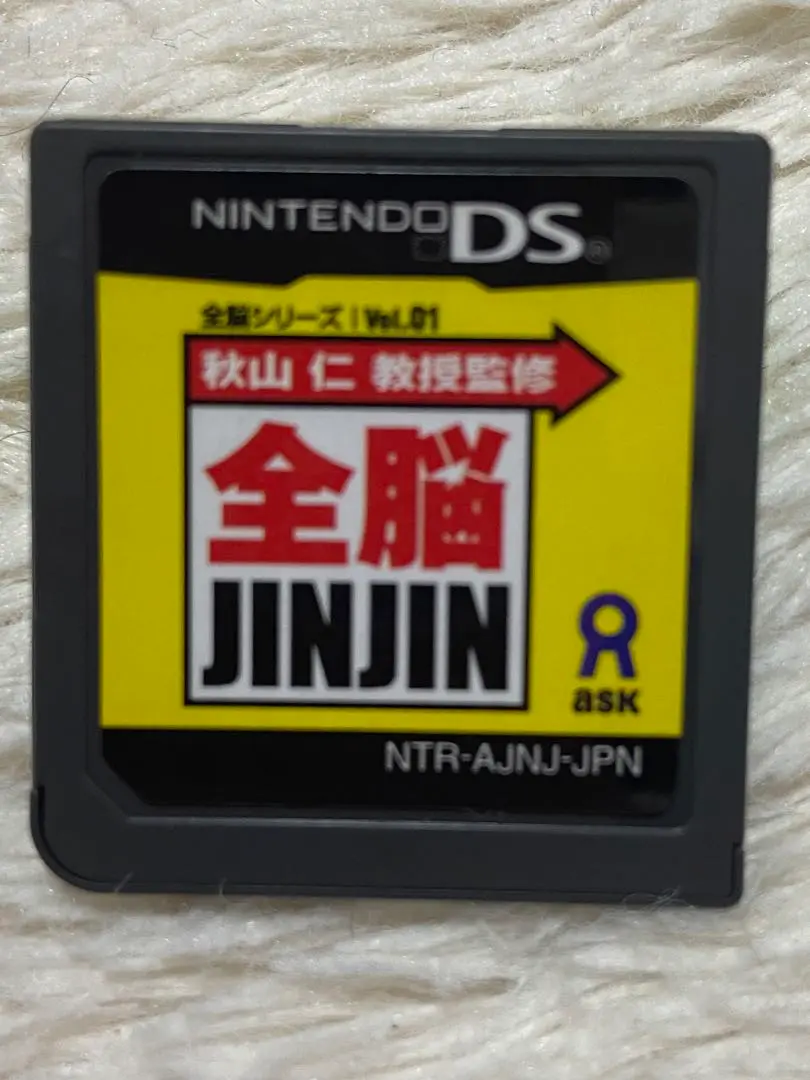 NINTENDO DS®
全脳シリーズ | Vol.01
秋山 仁 教授監修
全脳
JINJIN
ask
NTR-AJNJ-JPN